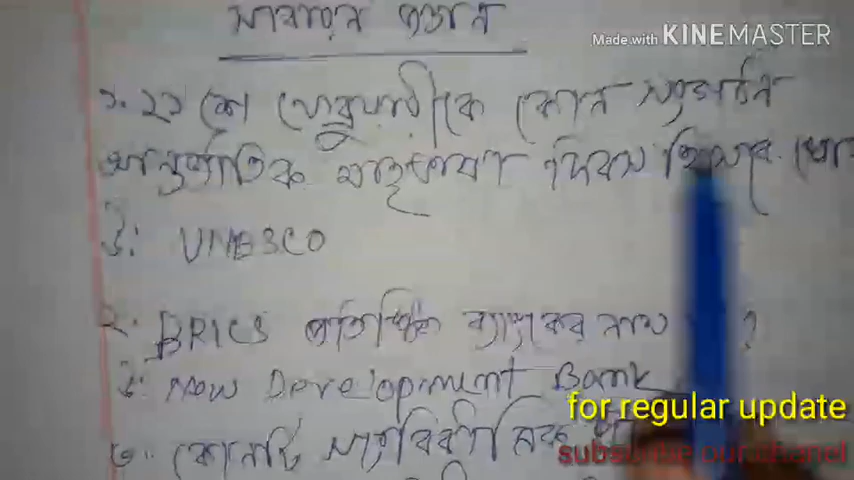 সাধারন জ্ঞান
Made with KINEMASTER
১. ২১ শে ফেব্রুয়ারীকে কোন সংগঠন
আন্তর্জাতিক মাতৃভাষা দিবস হিসাবে
উ: UNESCO
২. BRICS প্রতিষ্ঠিত ব্যাংকের নাম ?
উ: New Development Bank
for regular update
৩. কোনটি সাংবিধানিক
subscribe our chanel